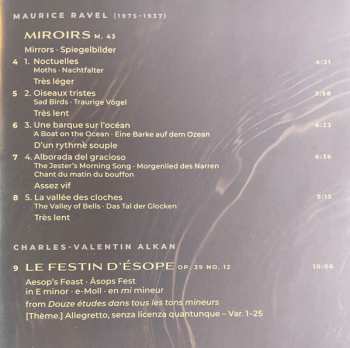 MAURICE RAVEL (1875–1937)
MIROIRS M. 43
Mirrors · Spiegelbilder
4 1. Noctuelles 4:31
Moths · Nachtfalter
Très léger
5 2. Oiseaux tristes 3:58
Sad Birds · Traurige Vögel
Très lent
6 3. Une barque sur l'océan 6:23
A Boat on the Ocean · Eine Barke auf dem Ozean
D'un rythmé souple
7 4. Alborada del gracioso 6:36
The Jester's Morning Song · Morgenlied des Narren
Chant du matin du bouffon
Assez vif
8 5. La vallée des cloches 5:15
The Valley of Bells · Das Tal der Glocken
Très lent
CHARLES-VALENTIN ALKAN
9 LE FESTIN D'ÉSOPE OP. 39 NO. 12
Aesop's Feast · Äsops Fest
in E minor · e-Moll · en mi mineur
from Douze études dans tous les tons mineurs
[Thème.] Allegretto, senza licenza quantunque – Var. 1–25